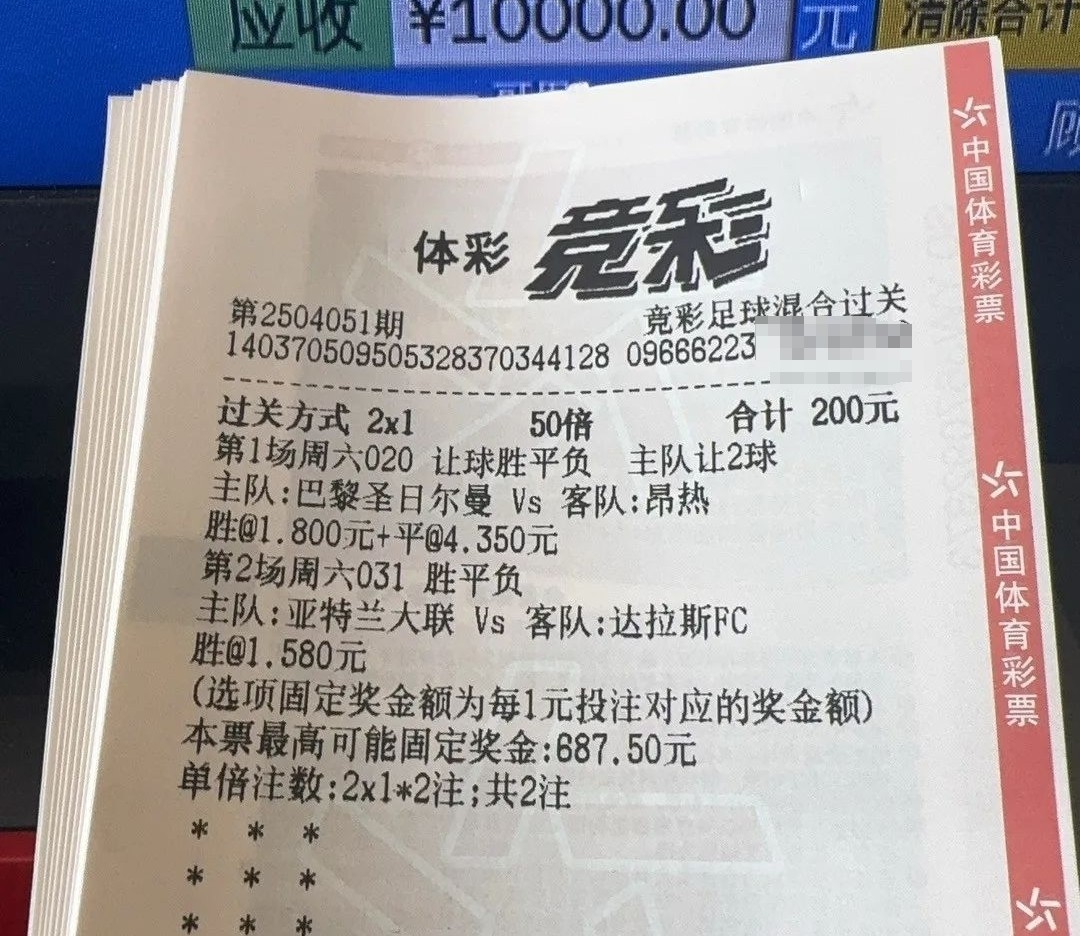 应收 ¥10000.00 元 清除合计
中国体育彩票
体彩 竞彩
第2504051期 竞彩足球混合过关
140370509505328370344128 09666223
过关方式 2x1 50倍 合计 200元
第1场周六020 让球胜平负 主队让2球
主队:巴黎圣日尔曼 Vs 客队:昂热
胜@1.800元+平@4.350元
第2场周六031 胜平负
主队:亚特兰大联 Vs 客队:达拉斯FC
胜@1.580元
(选项固定奖金额为每1元投注对应的奖金额)
本票最高可能固定奖金:687.50元
单倍注数:2x1*2注;共2注
* * *
* * *
* * *
中国体育彩票